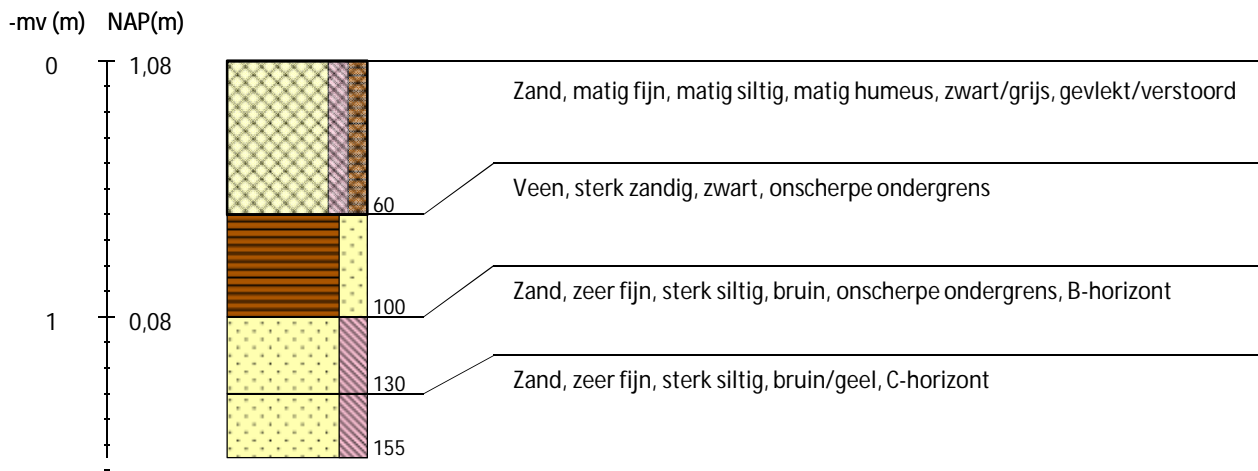 -mv (m) NAP(m)
0 1,08
Zand, matig fijn, matig siltig, matig humeus, zwart/grijs, gevlekt/verstoord
Veen, sterk zandig, zwart, onscherpe ondergrens
60
Zand, zeer fijn, sterk siltig, bruin, onscherpe ondergrens, B-horizont
100
1 0,08
Zand, zeer fijn, sterk siltig, bruin/geel, C-horizont
130
155